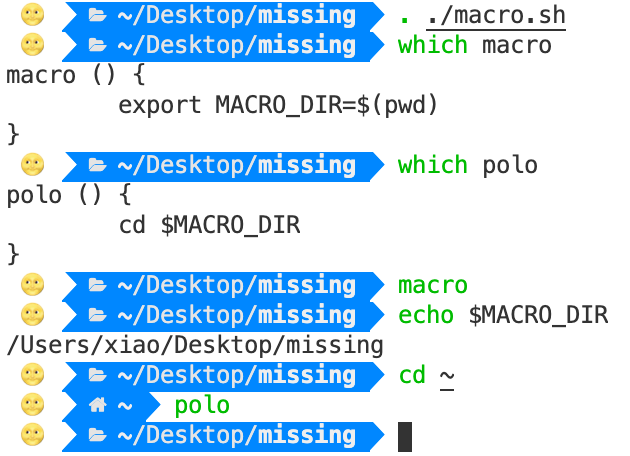 ~/Desktop/missing . ./macro.sh
~/Desktop/missing which macro
macro () {
        export MACRO_DIR=$(pwd)
}
~/Desktop/missing which polo
polo () {
        cd $MACRO_DIR
}
~/Desktop/missing macro
~/Desktop/missing echo $MACRO_DIR
/Users/xiao/Desktop/missing
~/Desktop/missing cd ~
~ polo
~/Desktop/missing